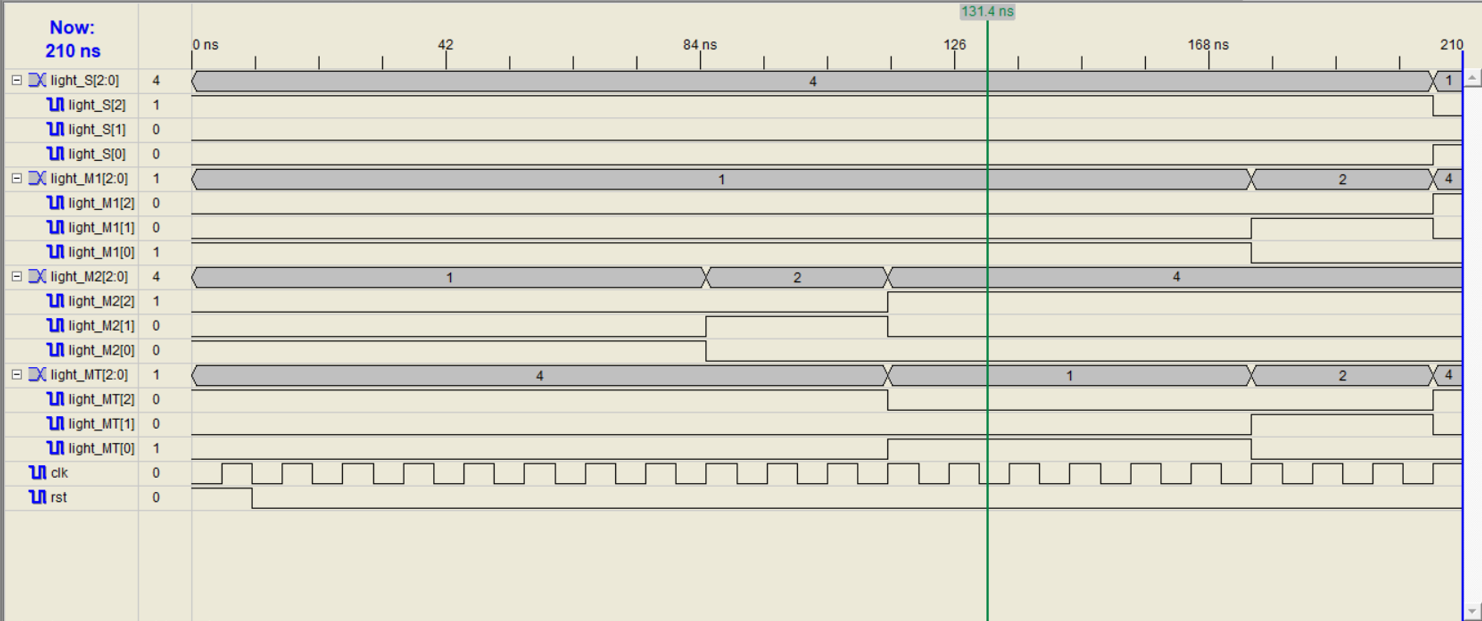 131.4 ns
Now:
210 ns
0 ns 42 84 ns 126 168 ns 210
light_S[2:0] 4 4 1
light_S[2] 1
light_S[1] 0
light_S[0] 0
light_M1[2:0] 1 1 2 4
light_M1[2] 0
light_M1[1] 0
light_M1[0] 1
light_M2[2:0] 4 1 2 4
light_M2[2] 1
light_M2[1] 0
light_M2[0] 0
light_MT[2:0] 1 4 1 2 4
light_MT[2] 0
light_MT[1] 0
light_MT[0] 1
clk 0
rst 0